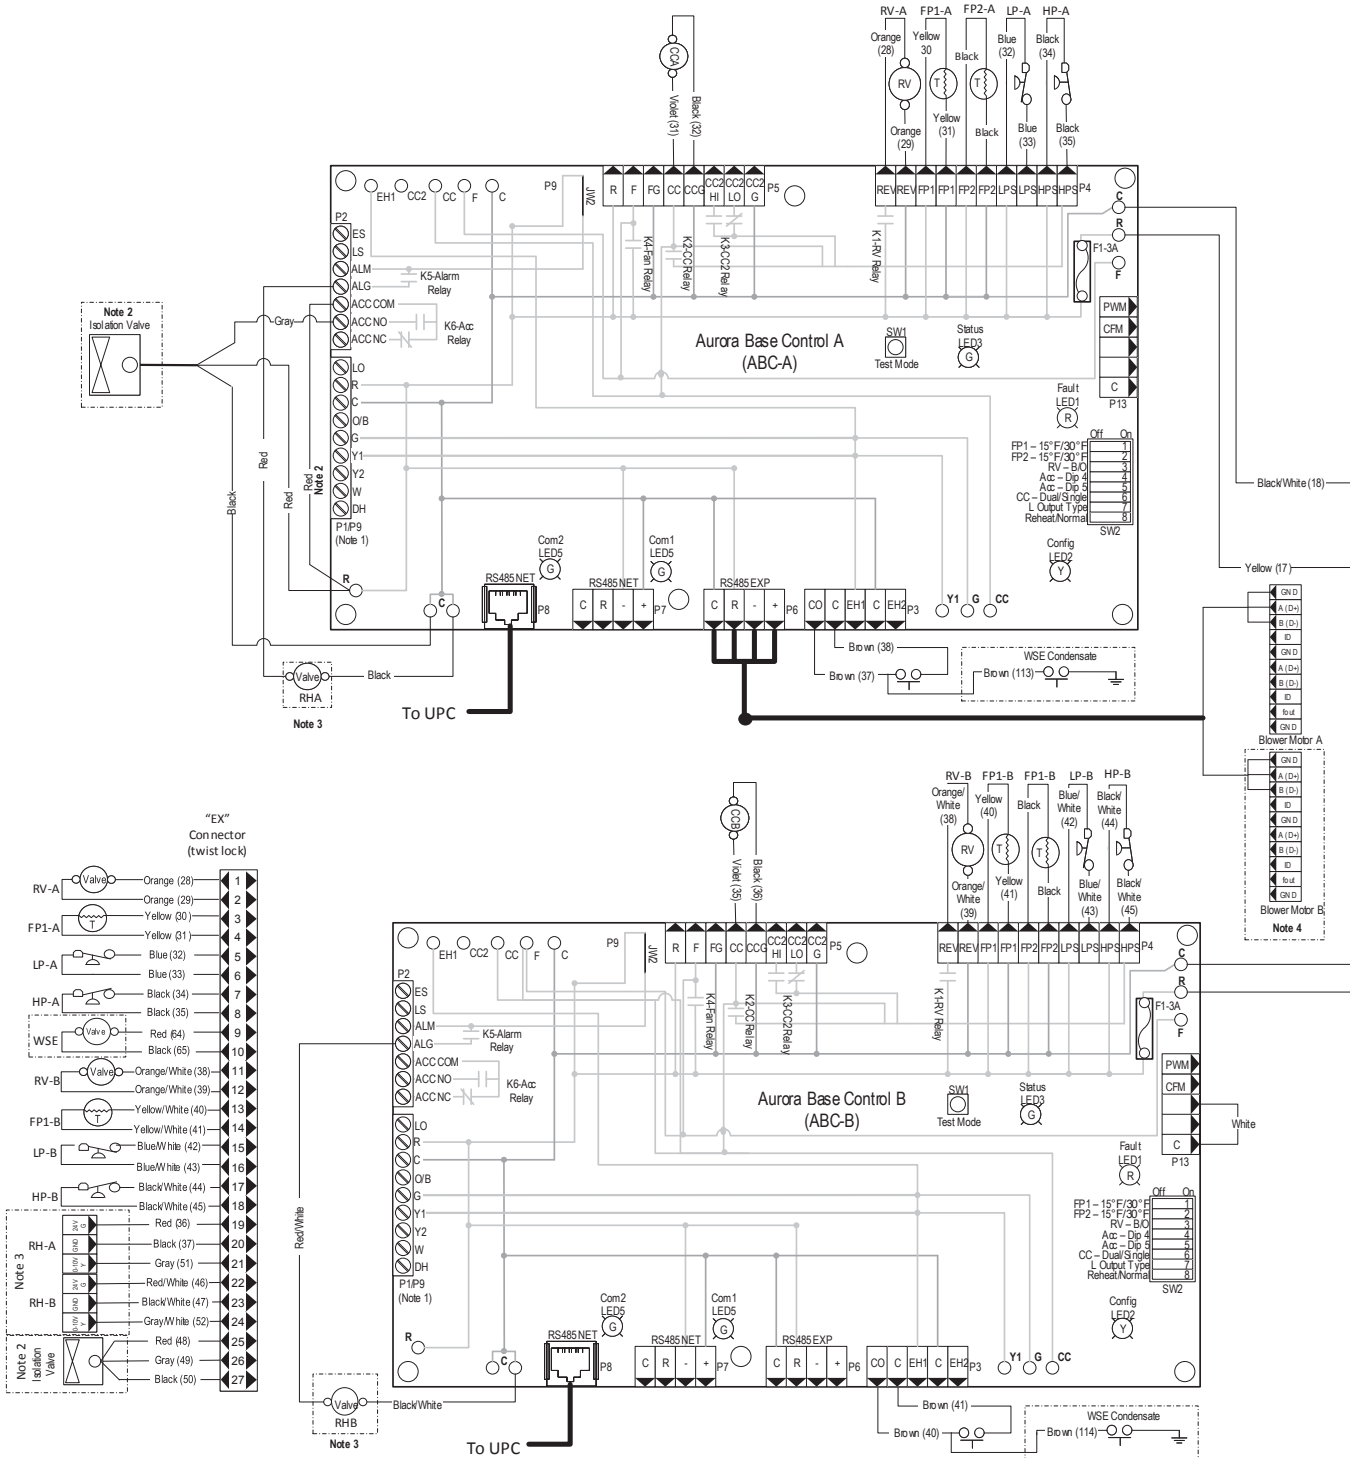 RV-A FP1-A FP2-A LP-A HP-A
Orange (28)
Yellow 30
Black
Blue (32)
Black (34)
CCA
RV
T
T
Violet (31)
Black (32)
Orange (29)
Yellow (31)
Black
Blue (33)
Black (35)
EH1 CC2 CC F C
P9
JW2
R F FG CC CCG CC2 HI CC2 LO CC2 G
P5
REV REV FP1 FP1 FP2 FP2 LPS LPS HPS HPS
P4
C
R
F
F1-3A
P2
ES
LS
ALM
ALG
ACC COM
ACC NO
ACC NC
K5-Alarm Relay
K6-Acc Relay
K4-Fan Relay
K2-CC Relay
K3-CC2 Relay
K1-RV Relay
Note 2
Isolation Valve
Gray
Aurora Base Control A
(ABC-A)
SW1
Test Mode
Status
LED3
G
PWM
CFM
C
P13
LO
R
C
O/B
G
Y1
Y2
W
DH
P1/P9
(Note 1)
Fault
LED1
R
Off On
FP1 – 15°F/30°F 1
FP2 – 15°F/30°F 2
RV – B/O 3
Acc – Dip 4 4
Acc – Dip 5 5
CC – Dual/Single 6
L Output Type 7
Reheat/Normal 8
SW2
Black
Red
Red
Red
Note 2
Black/White (18)
Yellow (17)
Config
LED2
Y
Com2
LED5
G
Com1
LED5
G
R
C
RS485 NET
P8
RS485 NET
C R - +
P7
RS485 EXP
C R - +
P6
CO C EH1 C EH2
P3
Y1 G CC
Brown (38)
Brown (37)
WSE Condensate
Brown (113)
Valve
RHA
Black
Note 3
To UPC
GND
A (D+)
B (D-)
ID
GND
A (D+)
B (D-)
ID
fout
GND
Blower Motor A
GND
A (D+)
B (D-)
ID
GND
A (D+)
B (D-)
ID
fout
GND
Blower Motor B
Note 4
RV-B FP1-B FP1-B LP-B HP-B
Orange/White (38)
Yellow (40)
Black
Blue/White (42)
Black/White (44)
CCB
RV
T
T
Violet (35)
Black (36)
Orange/White (39)
Yellow (41)
Black
Blue/White (43)
Black/White (45)
"EX"
Connector
(twist lock)
RV-A Valve Orange (28) 1
Orange (29) 2
FP1-A T Yellow (30) 3
Yellow (31) 4
LP-A Blue (32) 5
Blue (33) 6
HP-A Black (34) 7
Black (35) 8
WSE Valve Red (64) 9
Black (65) 10
RV-B Valve Orange/White (38) 11
Orange/White (39) 12
FP1-B T Yellow/White (40) 13
Yellow/White (41) 14
LP-B Blue/White (42) 15
Blue/White (43) 16
HP-B Black/White (44) 17
Black/White (45) 18
Note 3
RH-A 24V G Red (36) 19
GND Black (37) 20
0-10V Y Gray (51) 21
RH-B 24V G Red/White (46) 22
GND Black/White (47) 23
0-10V Y Gray/White (52) 24
Note 2
Isolation Valve
Red (48) 25
Gray (49) 26
Black (50) 27
EH1 CC2 CC F C
P9
JW2
R F FG CC CCG CC2 HI CC2 LO CC2 G
P5
REV REV FP1 FP1 FP2 FP2 LPS LPS HPS HPS
P4
C
R
F
F1-3A
P2
ES
LS
ALM
ALG
ACC COM
ACC NO
ACC NC
K5-Alarm Relay
K6-Acc Relay
K4-Fan Relay
K2-CC Relay
K3-CC2Relay
K1-RV Relay
Aurora Base Control B
(ABC-B)
SW1
Test Mode
Status
LED3
G
PWM
CFM
C
P13
White
LO
R
C
O/B
G
Y1
Y2
W
DH
P1/P9
(Note 1)
Fault
LED1
R
Off On
FP1 – 15°F/30°F 1
FP2 – 15°F/30°F 2
RV – B/O 3
Acc – Dip 4 4
Acc – Dip 5 5
CC – Dual/Single 6
L Output Type 7
Reheat/Normal 8
SW2
Red/White
Config
LED2
Y
Com2
LED5
G
Com1
LED5
G
R
C
RS485 NET
P8
RS485 NET
C R - +
P7
RS485 EXP
C R - +
P6
CO C EH1 C EH2
P3
Y1 G CC
Brown (41)
Brown (40)
WSE Condensate
Brown (114)
Valve
RHB
Black/White
Note 3
To UPC